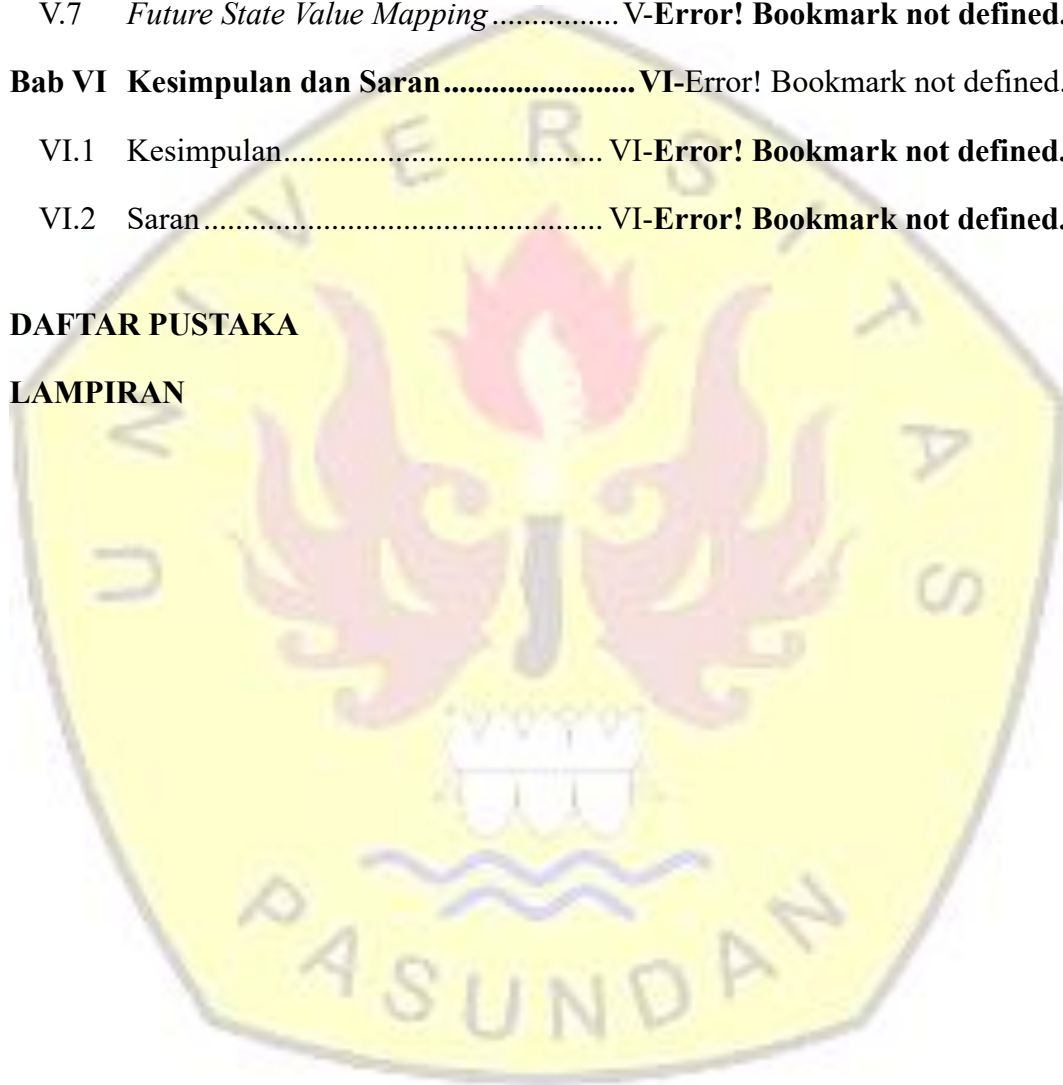 V.7 Future State Value Mapping................V-Error! Bookmark not defined.
Bab VI Kesimpulan dan Saran........................VI-Error! Bookmark not defined.
VI.1 Kesimpulan........................................ VI-Error! Bookmark not defined.
VI.2 Saran.................................................. VI-Error! Bookmark not defined.
DAFTAR PUSTAKA
LAMPIRAN
UNIVERSITAS
PASUNDAN